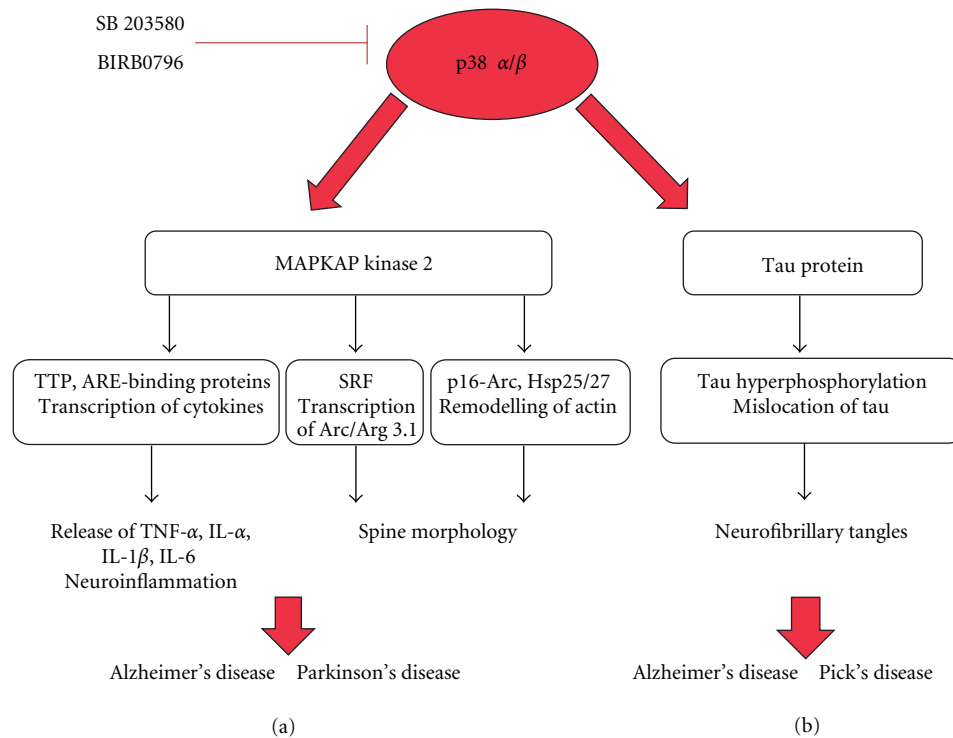 SB 203580
BIRB0796
p38 α/β
MAPKAP kinase 2
Tau protein
TTP, ARE-binding proteins
Transcription of cytokines
SRF
Transcription
of Arc/Arg 3.1
p16-Arc, Hsp25/27
Remodelling of actin
Tau hyperphosphorylation
Mislocation of tau
Release of TNF-α, IL-α,
IL-1β, IL-6
Neuroinflammation
Spine morphology
Neurofibrillary tangles
Alzheimer's disease
Parkinson's disease
Alzheimer's disease
Pick's disease
(a)
(b)